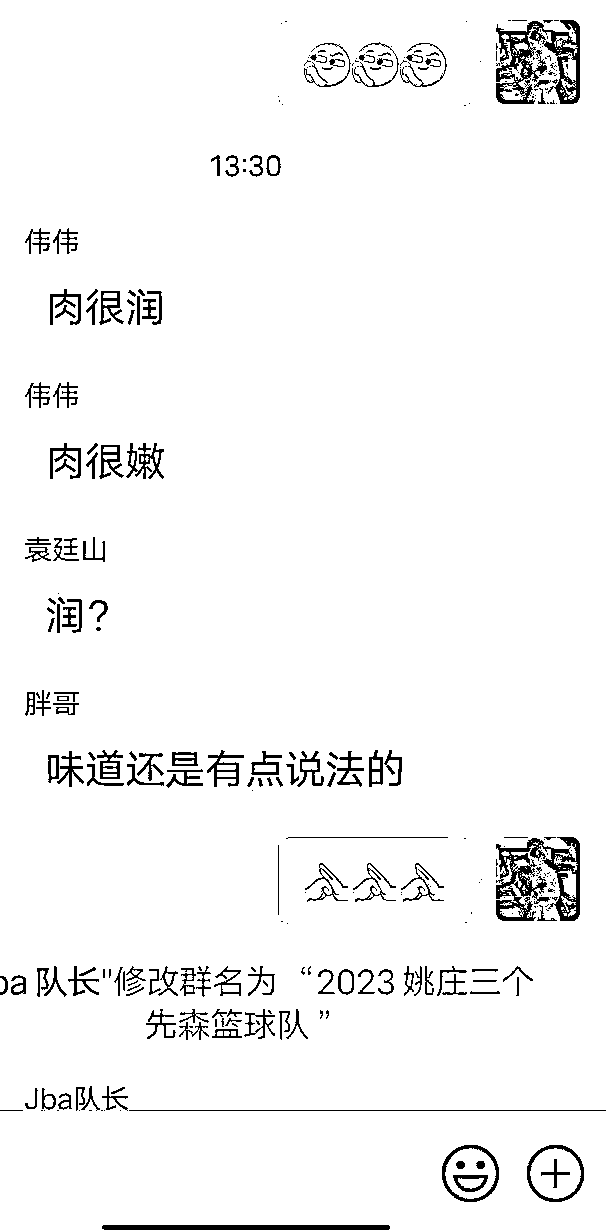 13:30
伟伟
肉很润
伟伟
肉很嫩
袁廷山
润？
胖哥
味道还是有点说法的
ba 队长"修改群名为 “2023 姚庄三个
先森篮球队 ”
Jba队长